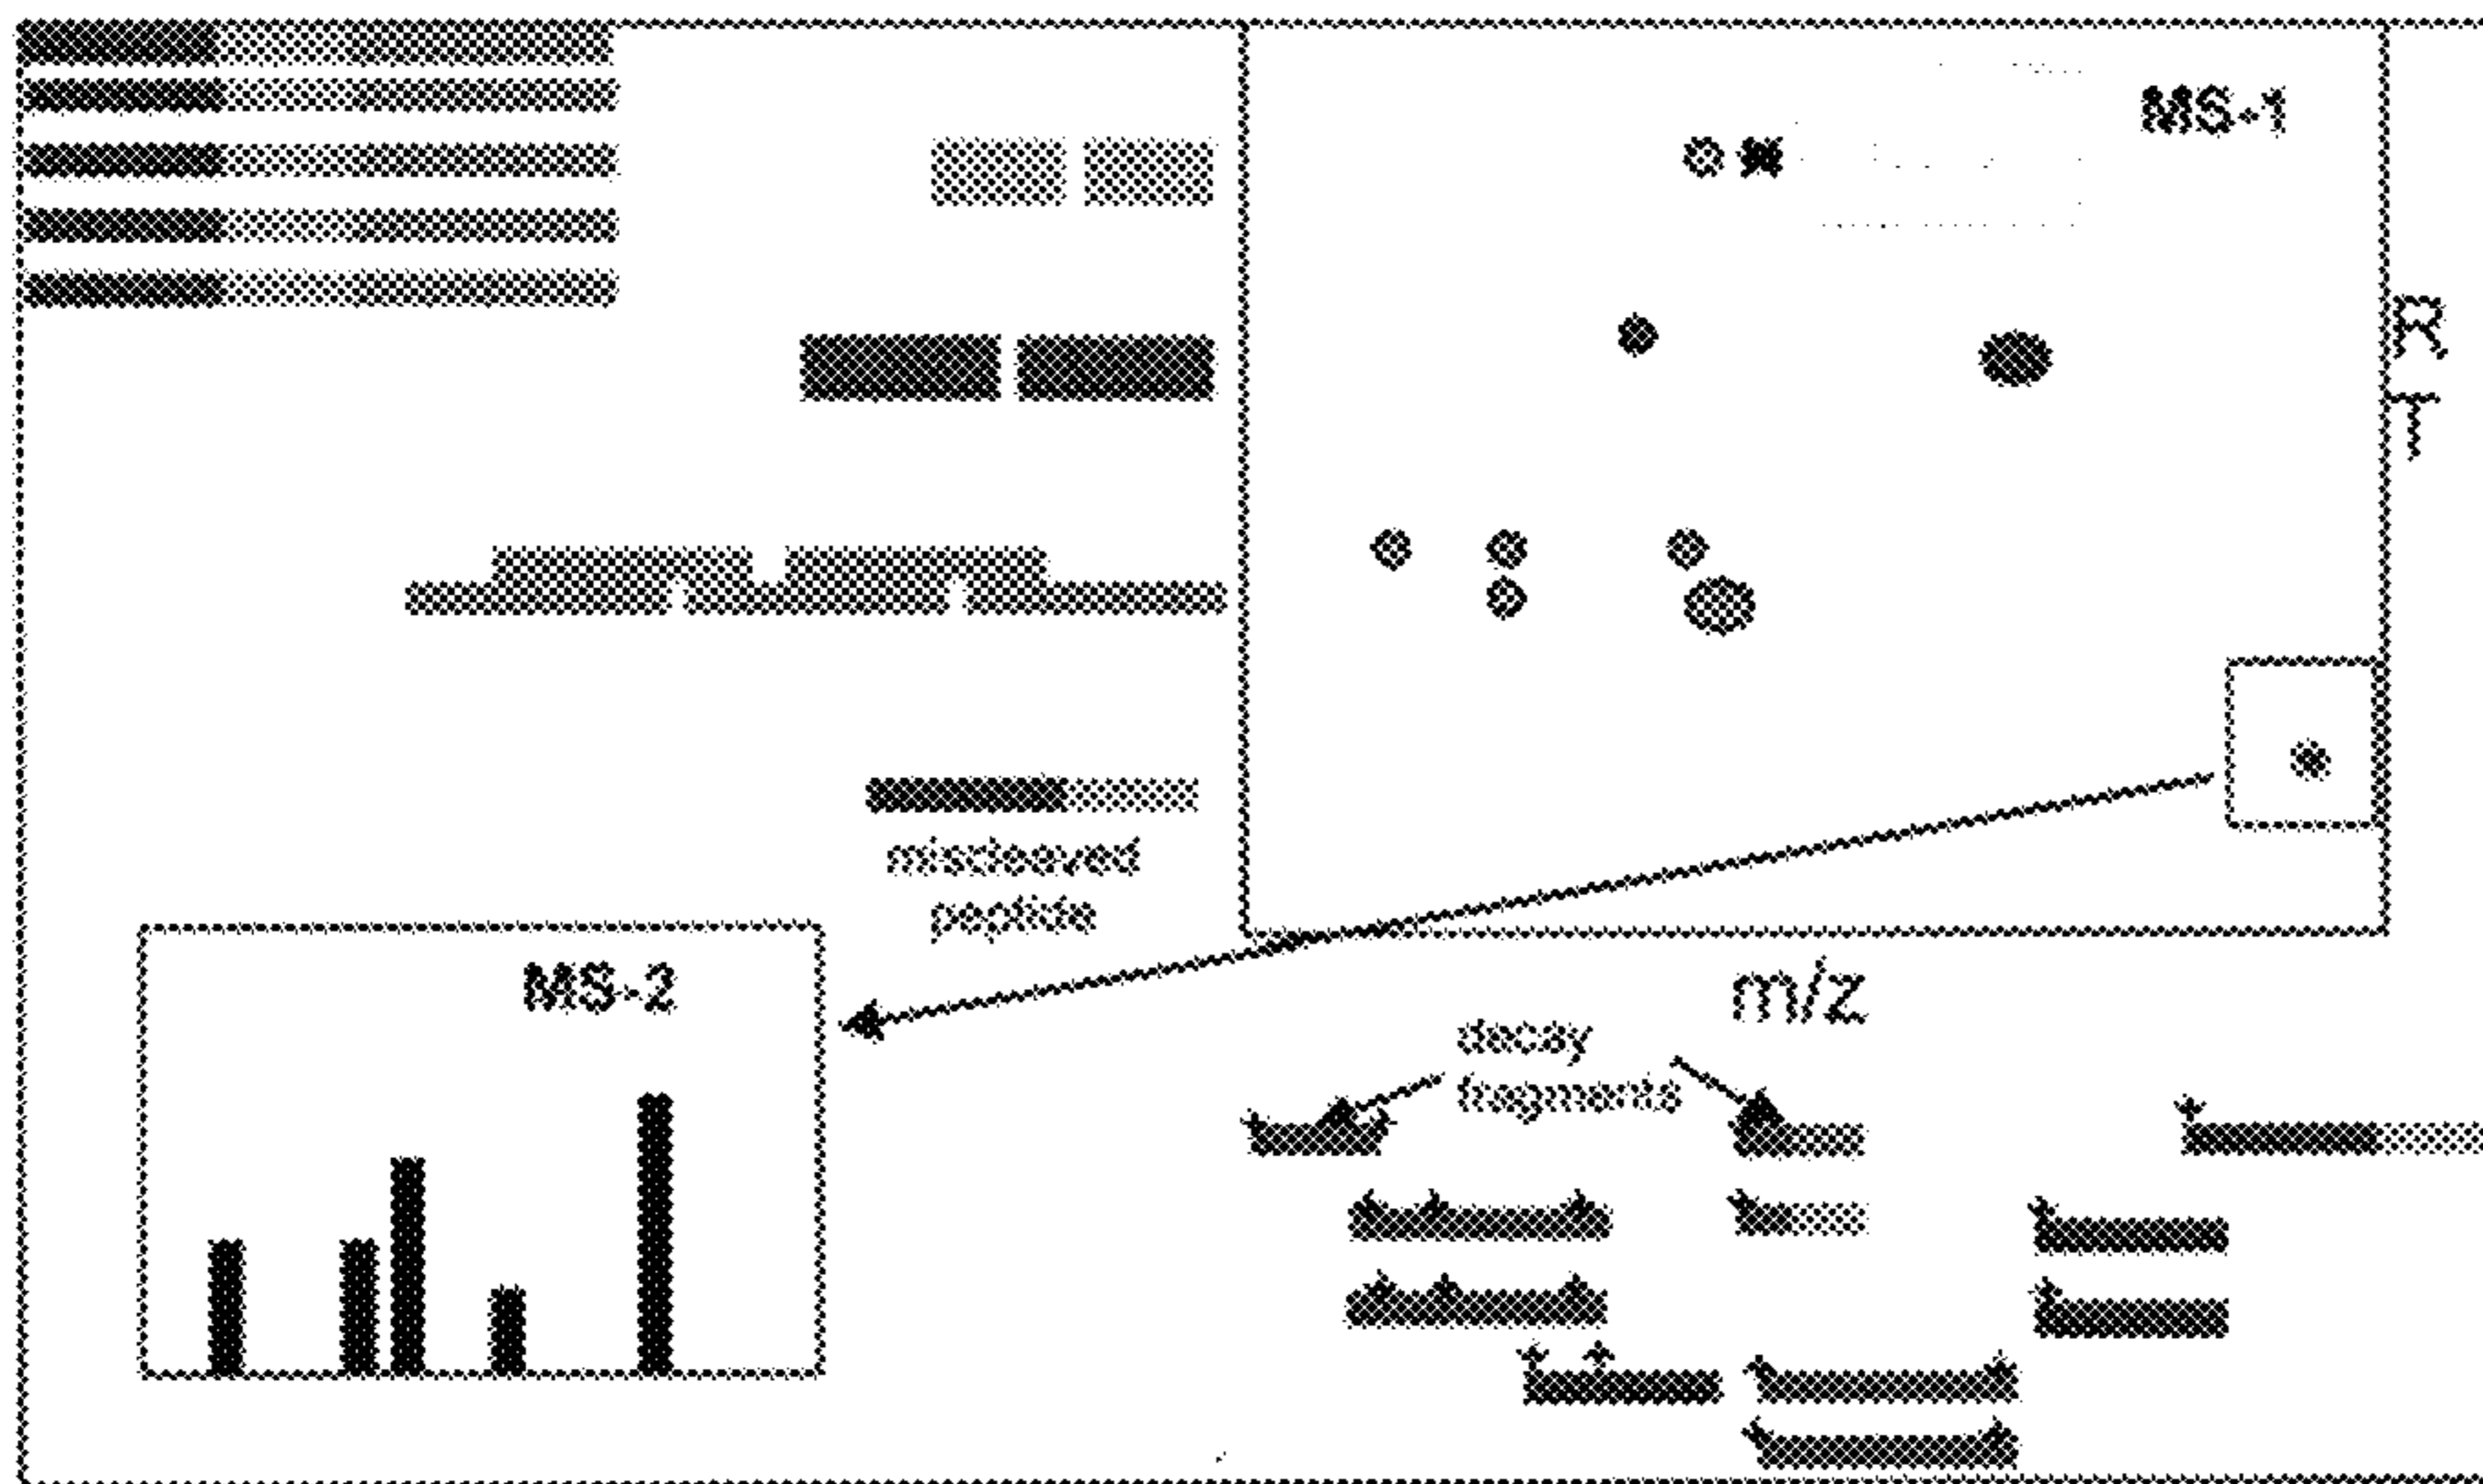 MS-1
R
T
miscleaved
peptide
MS-2
m/z
decay
fragments